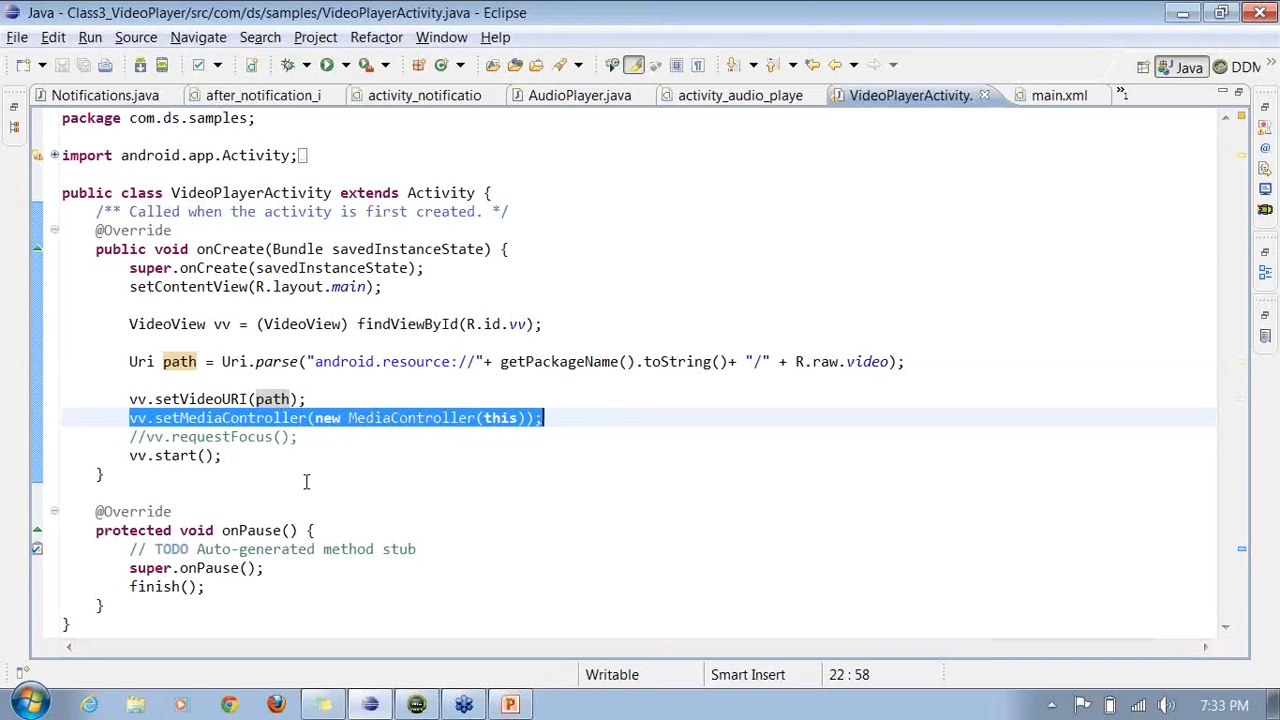 Java - Class3_VideoPlayer/src/com/ds/samples/VideoPlayerActivity.java - Eclipse
File Edit Run Source Navigate Search Project Refactor Window Help
Java DDM
Notifications.java after_notification_i activity_notificatio AudioPlayer.java activity_audio_playe VideoPlayerActivity. main.xml »1
package com.ds.samples;
import android.app.Activity;
public class VideoPlayerActivity extends Activity {
/** Called when the activity is first created. */
@Override
public void onCreate(Bundle savedInstanceState) {
super.onCreate(savedInstanceState);
setContentView(R.layout.main);
VideoView vv = (VideoView) findViewById(R.id.vv);
Uri path = Uri.parse("android.resource://"+ getPackageName().toString()+ "/" + R.raw.video);
vv.setVideoURI(path);
vv.setMediaController(new MediaController(this));
//vv.requestFocus();
vv.start();
}
@Override
protected void onPause() {
// TODO Auto-generated method stub
super.onPause();
finish();
}
}
Writable Smart Insert 22 : 58
7:33 PM